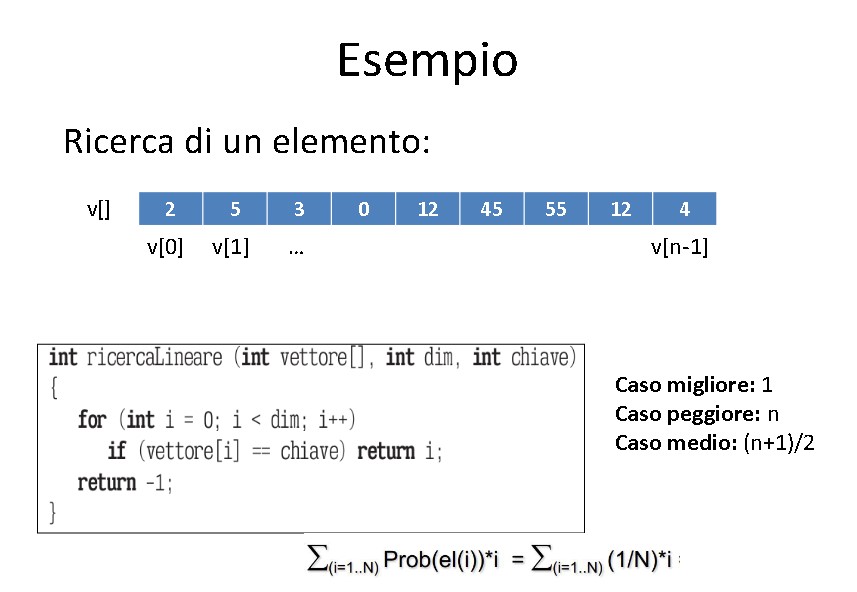 Esempio
Ricerca di un elemento:
v[] 2 5 3 0 12 45 55 12 4
v[0] v[1] ... v[n-1]
int ricercaLineare (int vettore[], int dim, int chiave)
{
for (int i = 0; i < dim; i++)
if (vettore[i] == chiave) return i;
return -1;
}
Caso migliore: 1
Caso peggiore: n
Caso medio: (n+1)/2
∑(i=1..N) Prob(el(i))*i = ∑(i=1..N) (1/N)*i